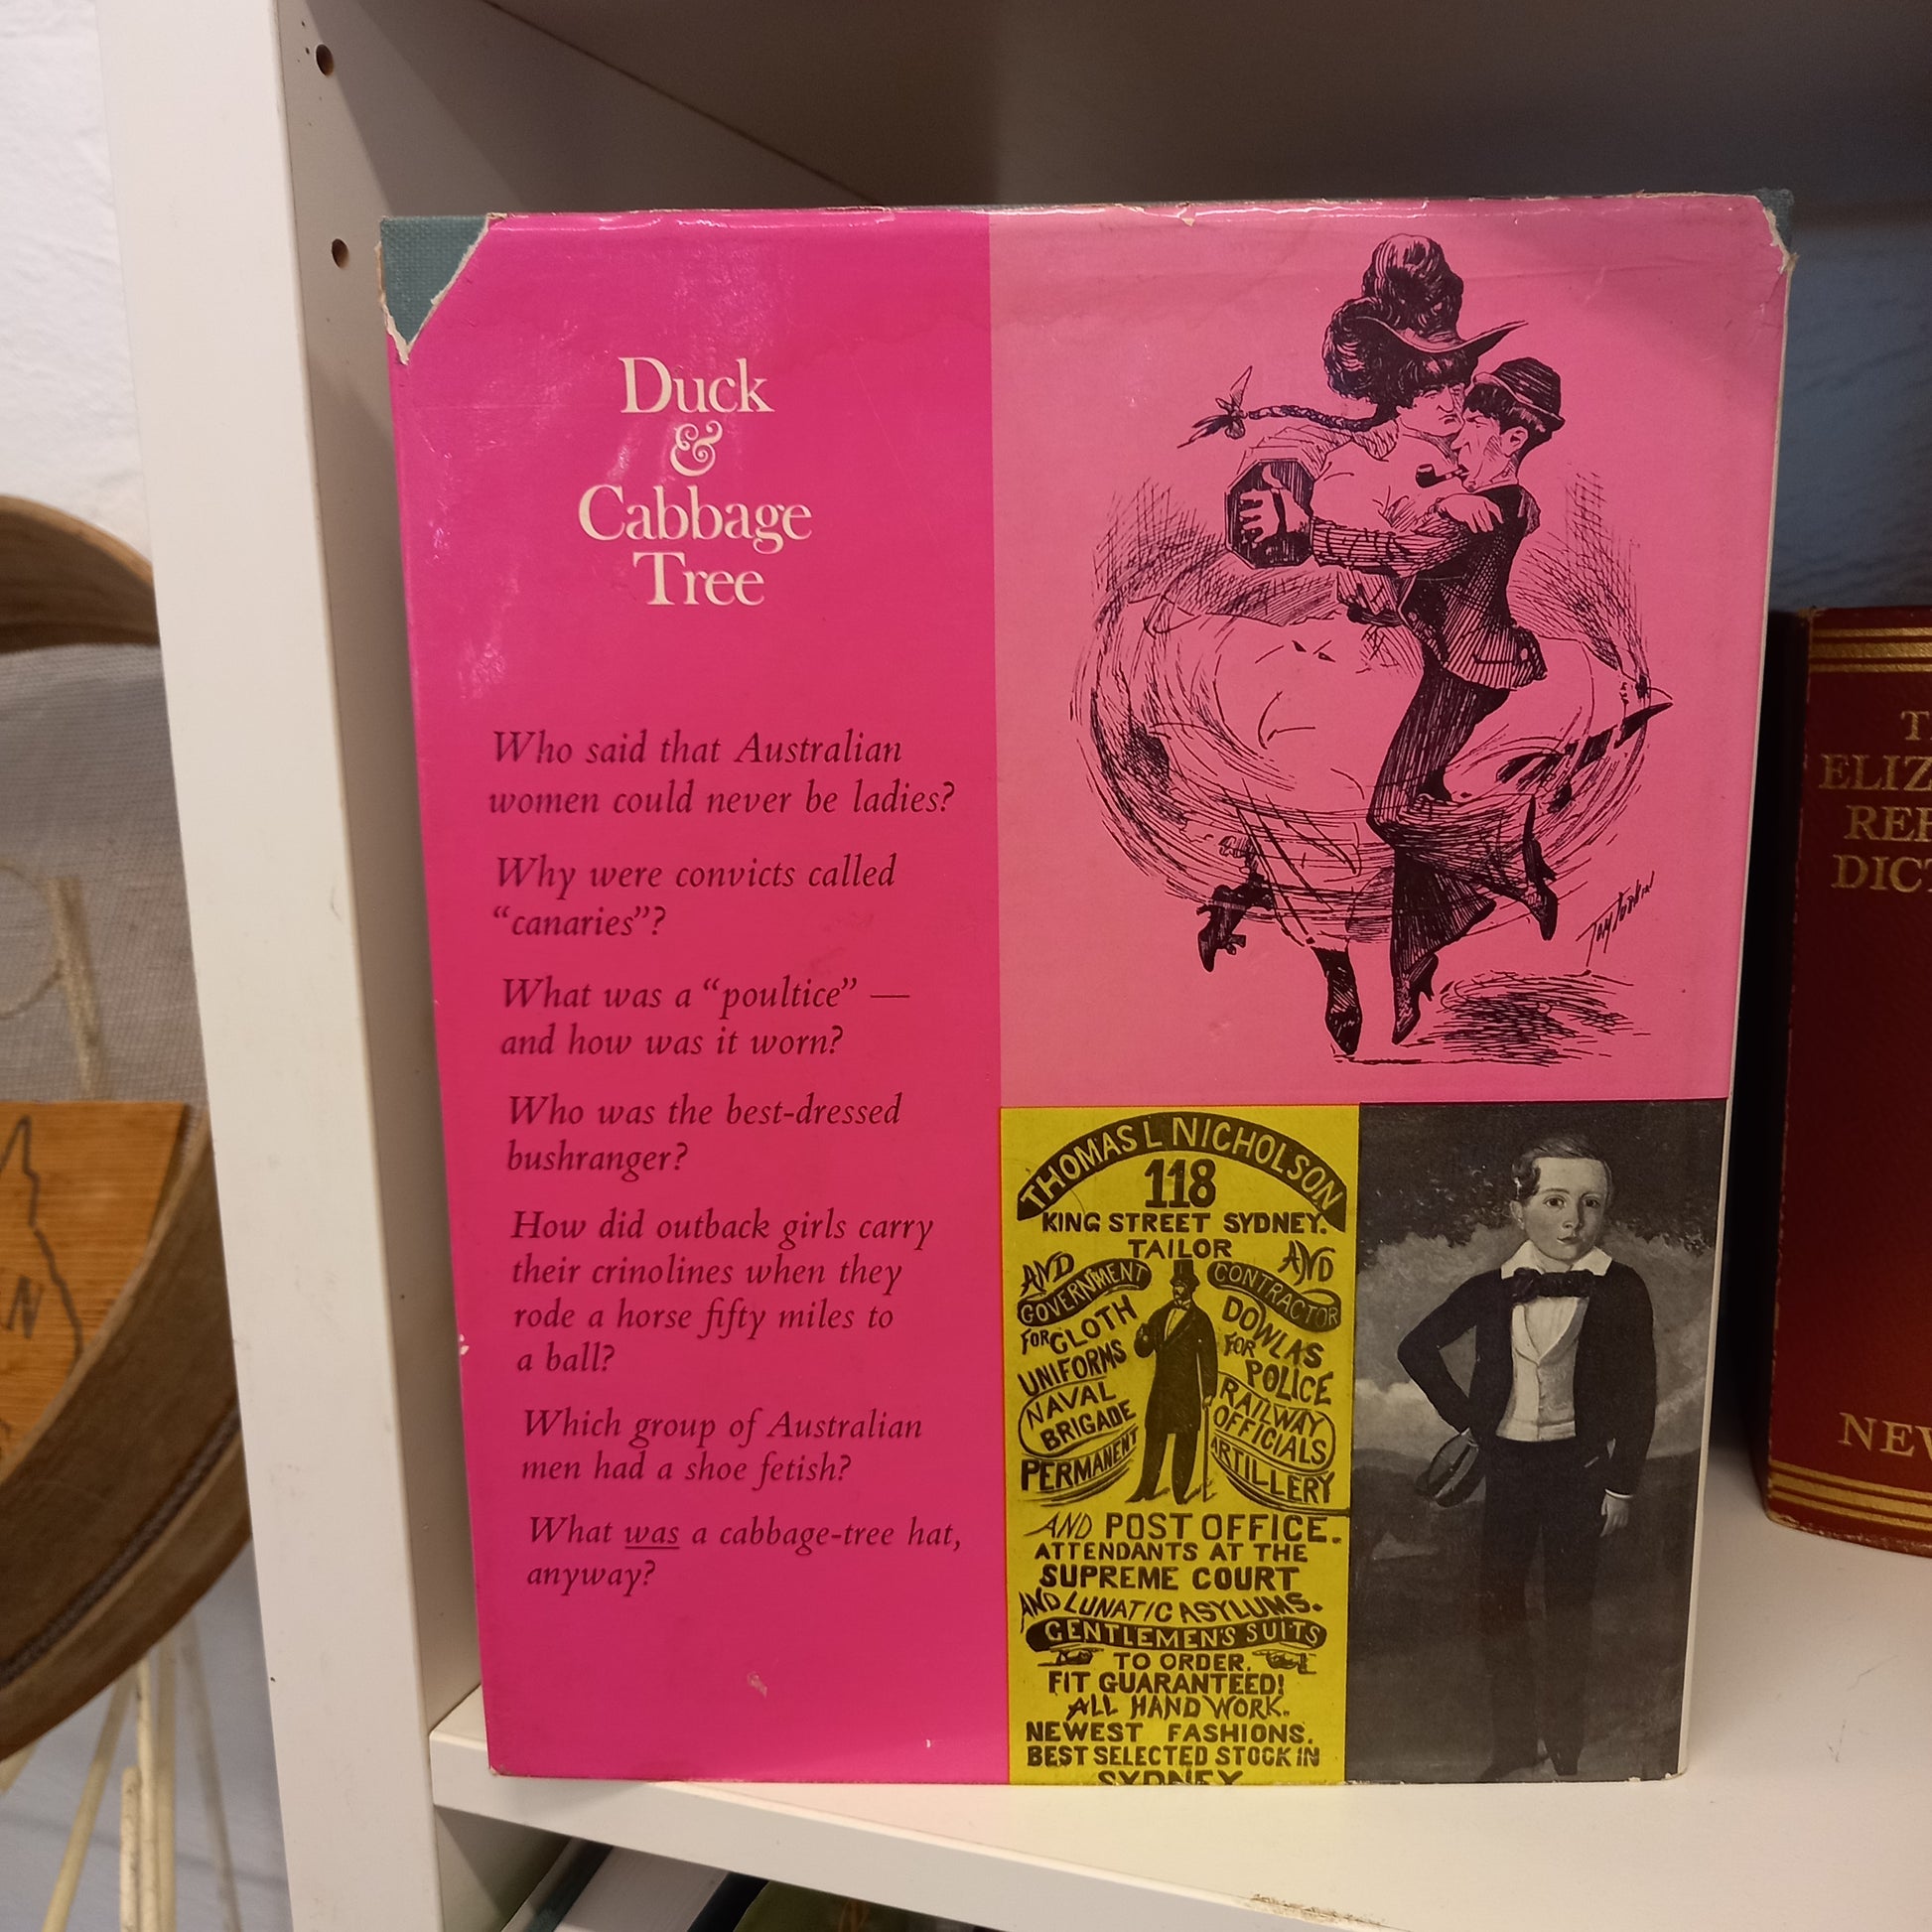 Duck
&
Cabbage
Tree
Who said that Australian
women could never be ladies?
Why were convicts called
“canaries”?
What was a “poultice” —
and how was it worn?
Who was the best-dressed
bushranger?
How did outback girls carry
their crinolines when they
rode a horse fifty miles to
a ball?
Which group of Australian
men had a shoe fetish?
What was a cabbage-tree hat,
anyway?
THOMAS L NICHOLSON
118
KING STREET SYDNEY.
TAILOR
AND
GOVERNMENT
FOR CLOTH
UNIFORMS
NAVAL
BRIGADE
PERMANENT
AND
CONTRACTOR
DOWLAS
FOR
POLICE
RAILWAY
OFFICIALS
ARTILLERY
AND POST OFFICE.
ATTENDANTS AT THE
SUPREME COURT
AND LUNATIC ASYLUMS.
GENTLEMEN'S SUITS
TO ORDER.
FIT GUARANTEED!
ALL HAND WORK.
NEWEST FASHIONS.
BEST SELECTED STOCK IN
SYDNEY